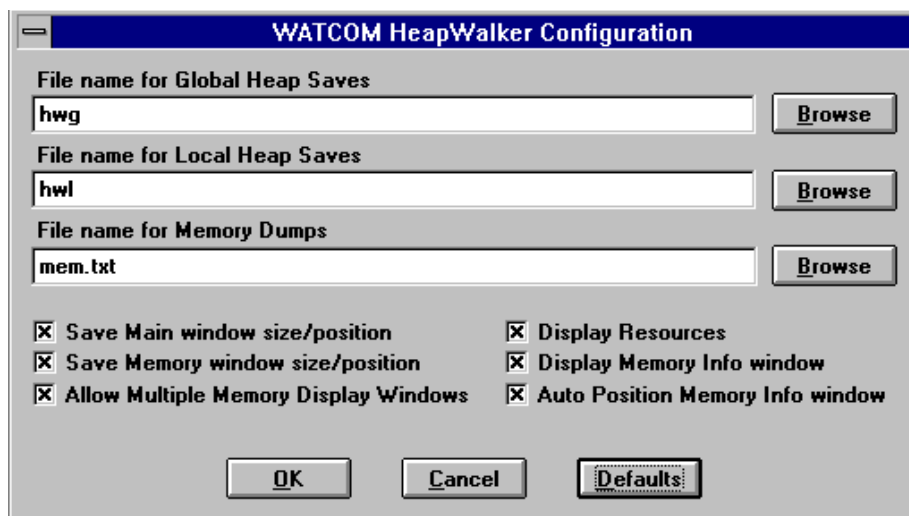 WATCOM HeapWalker Configuration
File name for Global Heap Saves
hwg
Browse
File name for Local Heap Saves
hwl
Browse
File name for Memory Dumps
mem.txt
Browse
Save Main window size/position
Display Resources
Save Memory window size/position
Display Memory Info window
Allow Multiple Memory Display Windows
Auto Position Memory Info window
OK
Cancel
Defaults